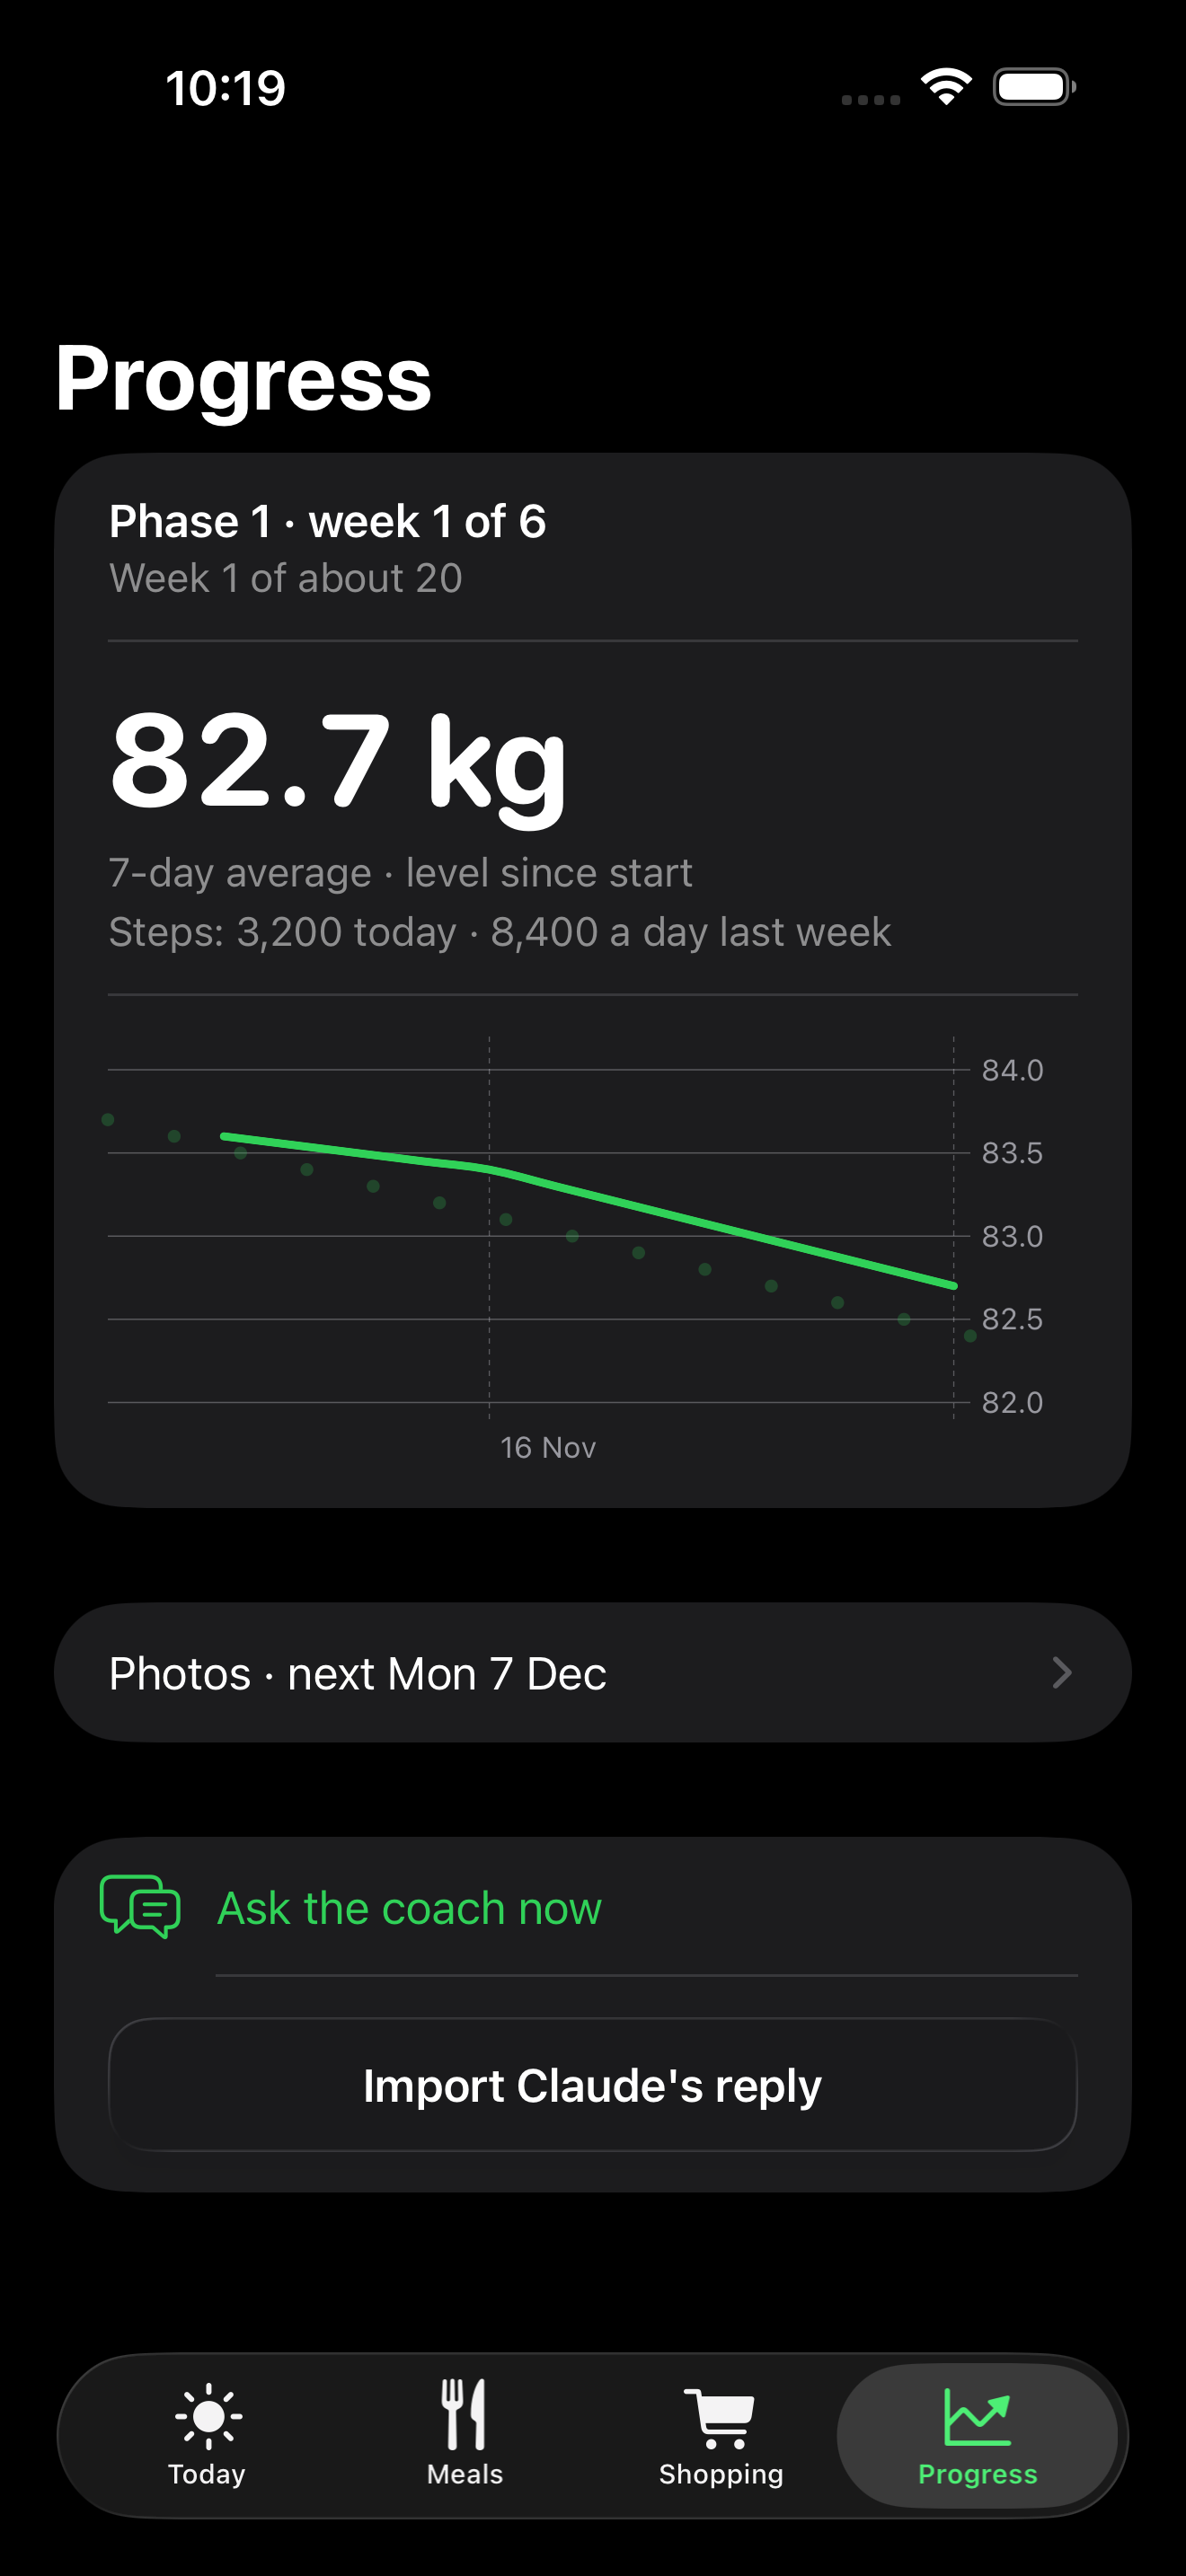 10:19
Progress
Phase 1 · week 1 of 6
Week 1 of about 20
82.7 kg
7-day average · level since start
Steps: 3,200 today · 8,400 a day last week
84.0
83.5
83.0
82.5
82.0
16 Nov
Photos · next Mon 7 Dec
Ask the coach now
Import Claude's reply
Today
Meals
Shopping
Progress